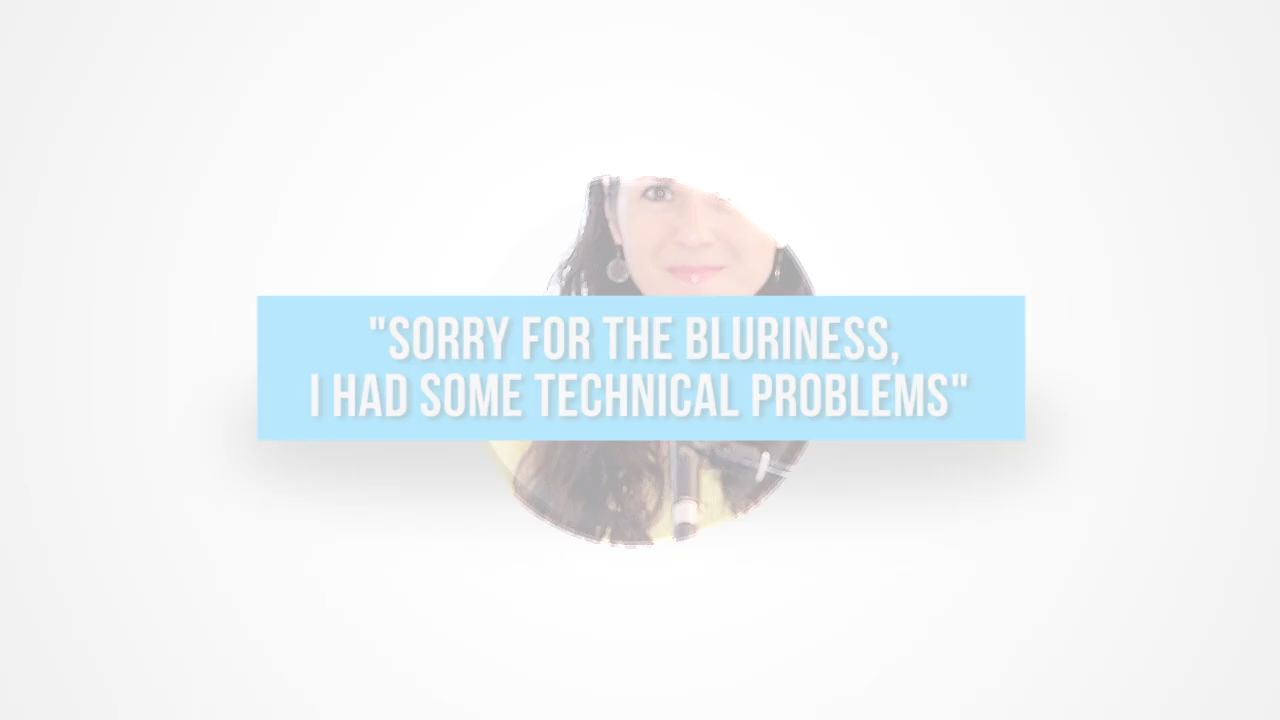 "SORRY FOR THE BLURINESS,
I HAD SOME TECHNICAL PROBLEMS"